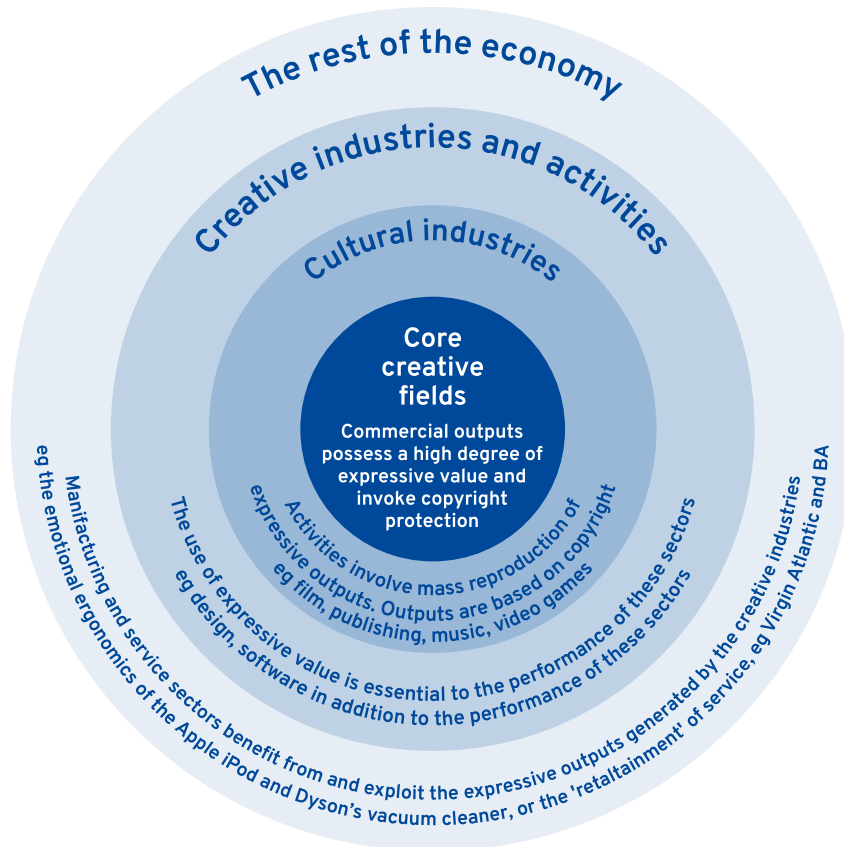 The rest of the economy
Creative industries and activities
Cultural industries
Core
creative
fields
Commercial outputs
possess a high degree of
expressive value and
invoke copyright
protection
Activities involve mass reproduction of
expressive outputs. Outputs are based on copyright
eg film, publishing, music, video games
The use of expressive value is essential to the performance of these sectors
eg design, software in addition to the performance of these sectors
Manifacturing and service sectors benefit from and exploit the expressive outputs generated by the creative industries
eg the emotional ergonomics of the Apple iPod and Dyson’s vacuum cleaner, or the 'retaltainment' of service, eg Virgin Atlantic and BA